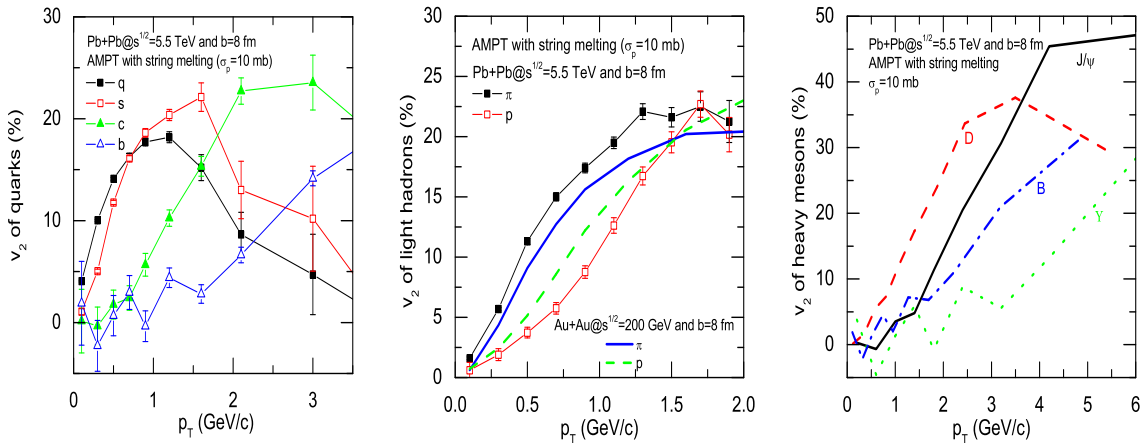 Pb+Pb@s^1/2=5.5 TeV and b=8 fm
AMPT with string melting (σp=10 mb)
q
s
c
b
30
20
10
0
0 1 2 3
v2 of quarks (%)
pT (GeV/c)
AMPT with string melting (σp=10 mb)
Pb+Pb@s^1/2=5.5 TeV and b=8 fm
π
p
Au+Au@s^1/2=200 GeV and b=8 fm
π
p
30
25
20
15
10
5
0
0.0 0.5 1.0 1.5 2.0
v2 of light hadrons (%)
pT (GeV/c)
Pb+Pb@s^1/2=5.5 TeV and b=8 fm
AMPT with string melting
σp=10 mb
J/ψ
D
B
Υ
50
40
30
20
10
0
0 1 2 3 4 5 6
v2 of heavy mesons (%)
pT (GeV/c)